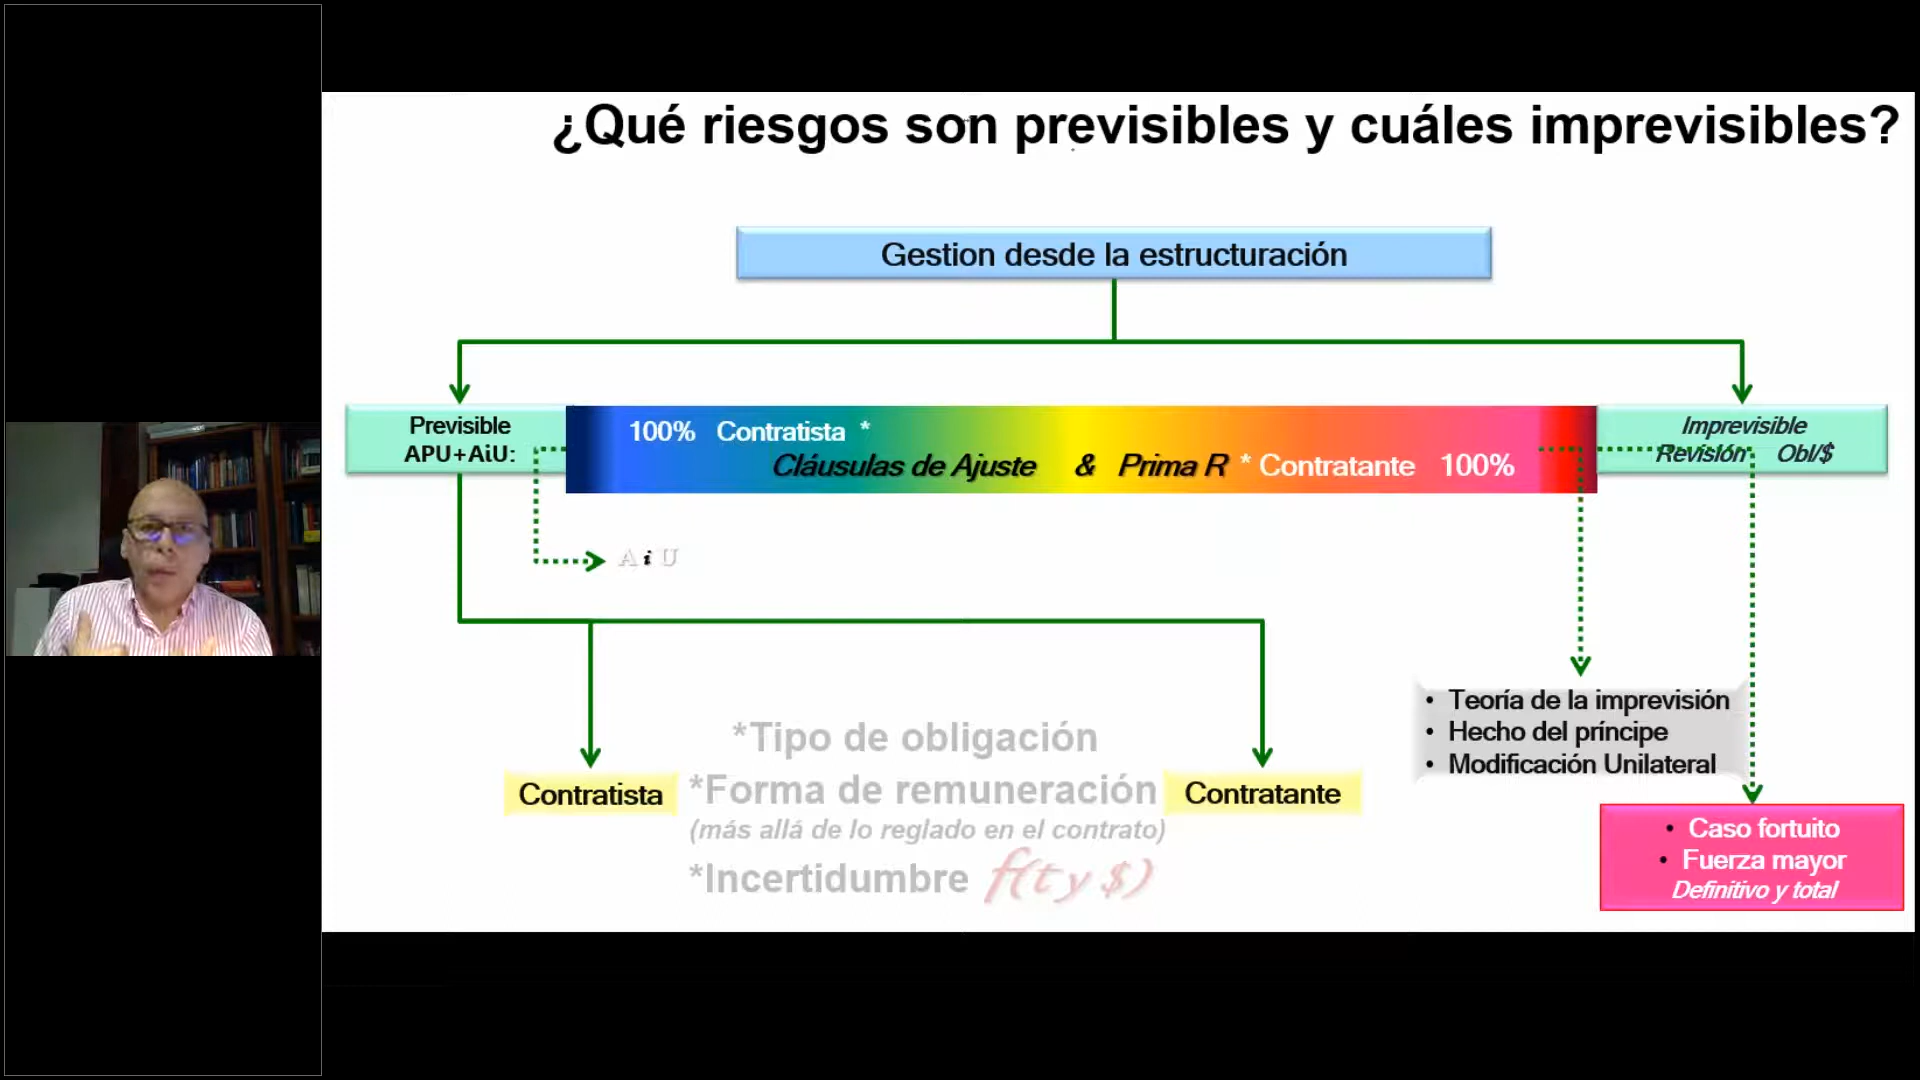 ¿Qué riesgos son previsibles y cuáles imprevisibles?
Gestion desde la estructuración
Previsible
APU+AiU:
100% Contratista *
Cláusulas de Ajuste & Prima R * Contratante 100%
Imprevisible
Revisión Obl/$
A i U
*Tipo de obligación
*Forma de remuneración
(más allá de lo reglado en el contrato)
*Incertidumbre f(t y $)
Contratista
Contratante
• Teoría de la imprevisión
• Hecho del príncipe
• Modificación Unilateral
• Caso fortuito
• Fuerza mayor
Definitivo y total